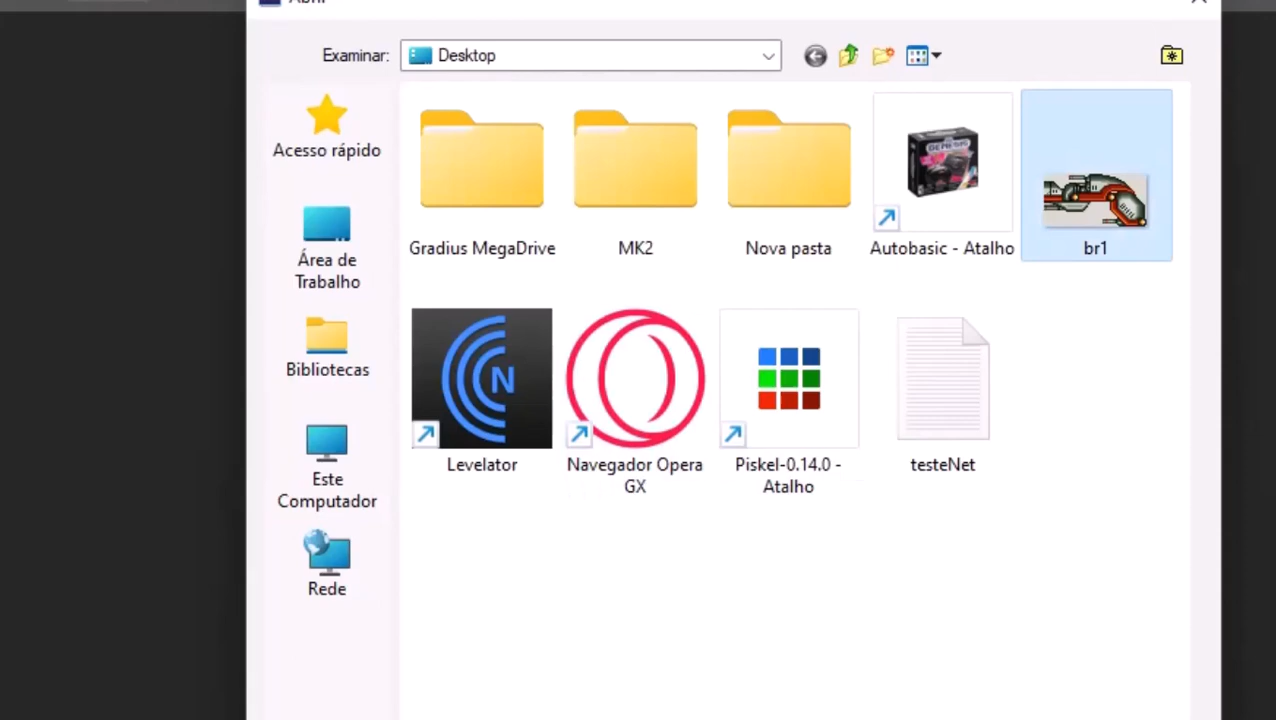 Abrir
Examinar:
Desktop
Acesso rápido
Área de
Trabalho
Bibliotecas
Este
Computador
Rede
Gradius MegaDrive
MK2
Nova pasta
Autobasic - Atalho
br1
N
Levelator
Navegador Opera
GX
Piskel-0.14.0 -
Atalho
testeNet